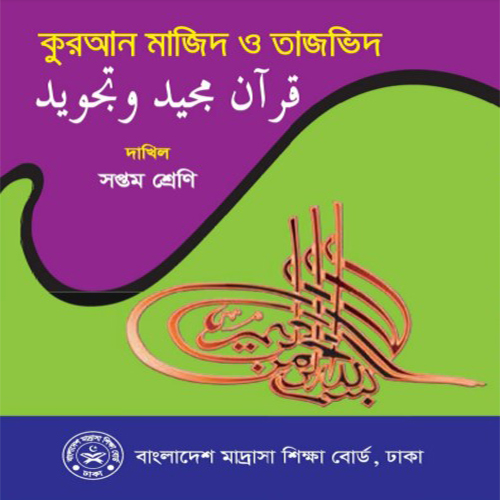 কুরআন মাজিদ ও তাজভিদ
قرآن مجيد وتجويد
দাখিল
সপ্তম শ্রেণি
বাংলাদেশ মাদ্রাসা শিক্ষা বোর্ড
ঢাকা
বাংলাদেশ মাদ্রাসা শিক্ষা বোর্ড, ঢাকা